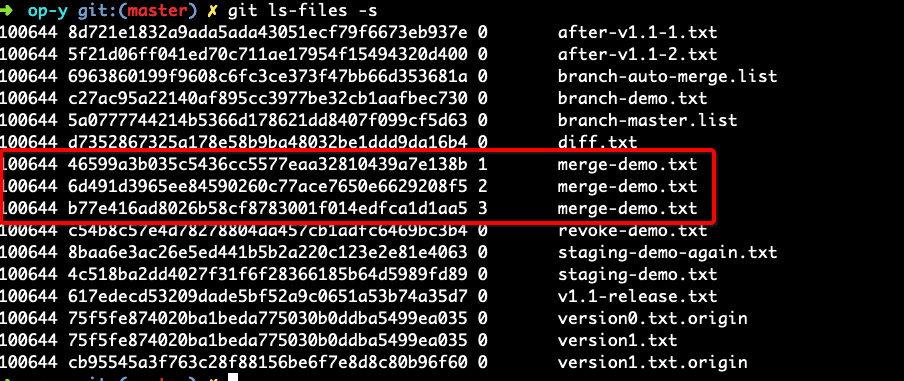 ➜ op-y git:(master) ✗ git ls-files -s
100644 8d721e1832a9ada5ada43051ecf79f6673eb937e 0 after-v1.1-1.txt
100644 5f21d06ff041ed70c711ae17954f15494320d400 0 after-v1.1-2.txt
100644 6963860199f9608c6fc3ce373f47bb66d353681a 0 branch-auto-merge.list
100644 c27ac95a22140af895cc3977be32cb1aafbec730 0 branch-demo.txt
100644 5a0777744214b5366d178621dd8407f099cf5d63 0 branch-master.list
100644 d7352867325a178e58b9ba48032be1ddd9da16b4 0 diff.txt
100644 46599a3b035c5436cc5577eaa32810439a7e138b 1 merge-demo.txt
100644 6d491d3965ee84590260c77ace7650e6629208f5 2 merge-demo.txt
100644 b77e416ad8026b58cf8783001f014edfca1d1aa5 3 merge-demo.txt
100644 c54b8c57e4d78278804da457cb1adfc6469bc3b4 0 revoke-demo.txt
100644 8baa6e3ac26e5ed441b5b2a220c123e2e81e4063 0 staging-demo-again.txt
100644 4c518ba2dd4027f31f6f28366185b64d5989fd89 0 staging-demo.txt
100644 617edecd53209dade5bf52a9c0651a53b74a35d7 0 v1.1-release.txt
100644 75f5fe874020ba1beda775030b0ddba5499ea035 0 version0.txt.origin
100644 75f5fe874020ba1beda775030b0ddba5499ea035 0 version1.txt
100644 cb95545a3f763c28f88156be6f7e8d8c80b96f60 0 version1.txt.origin